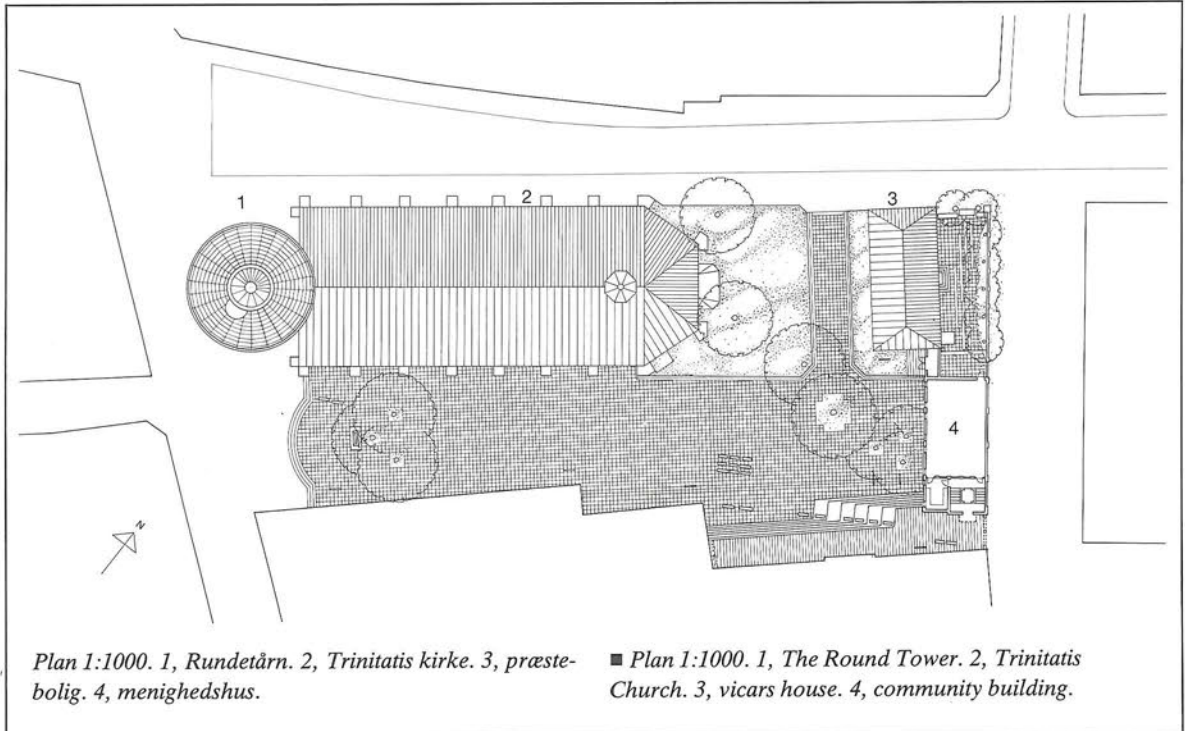 1
2
3
4
N
Plan 1:1000. 1, Rundetårn. 2, Trinitatis kirke. 3, præste-
bolig. 4, menighedshus.
■ Plan 1:1000. 1, The Round Tower. 2, Trinitatis
Church. 3, vicars house. 4, community building.